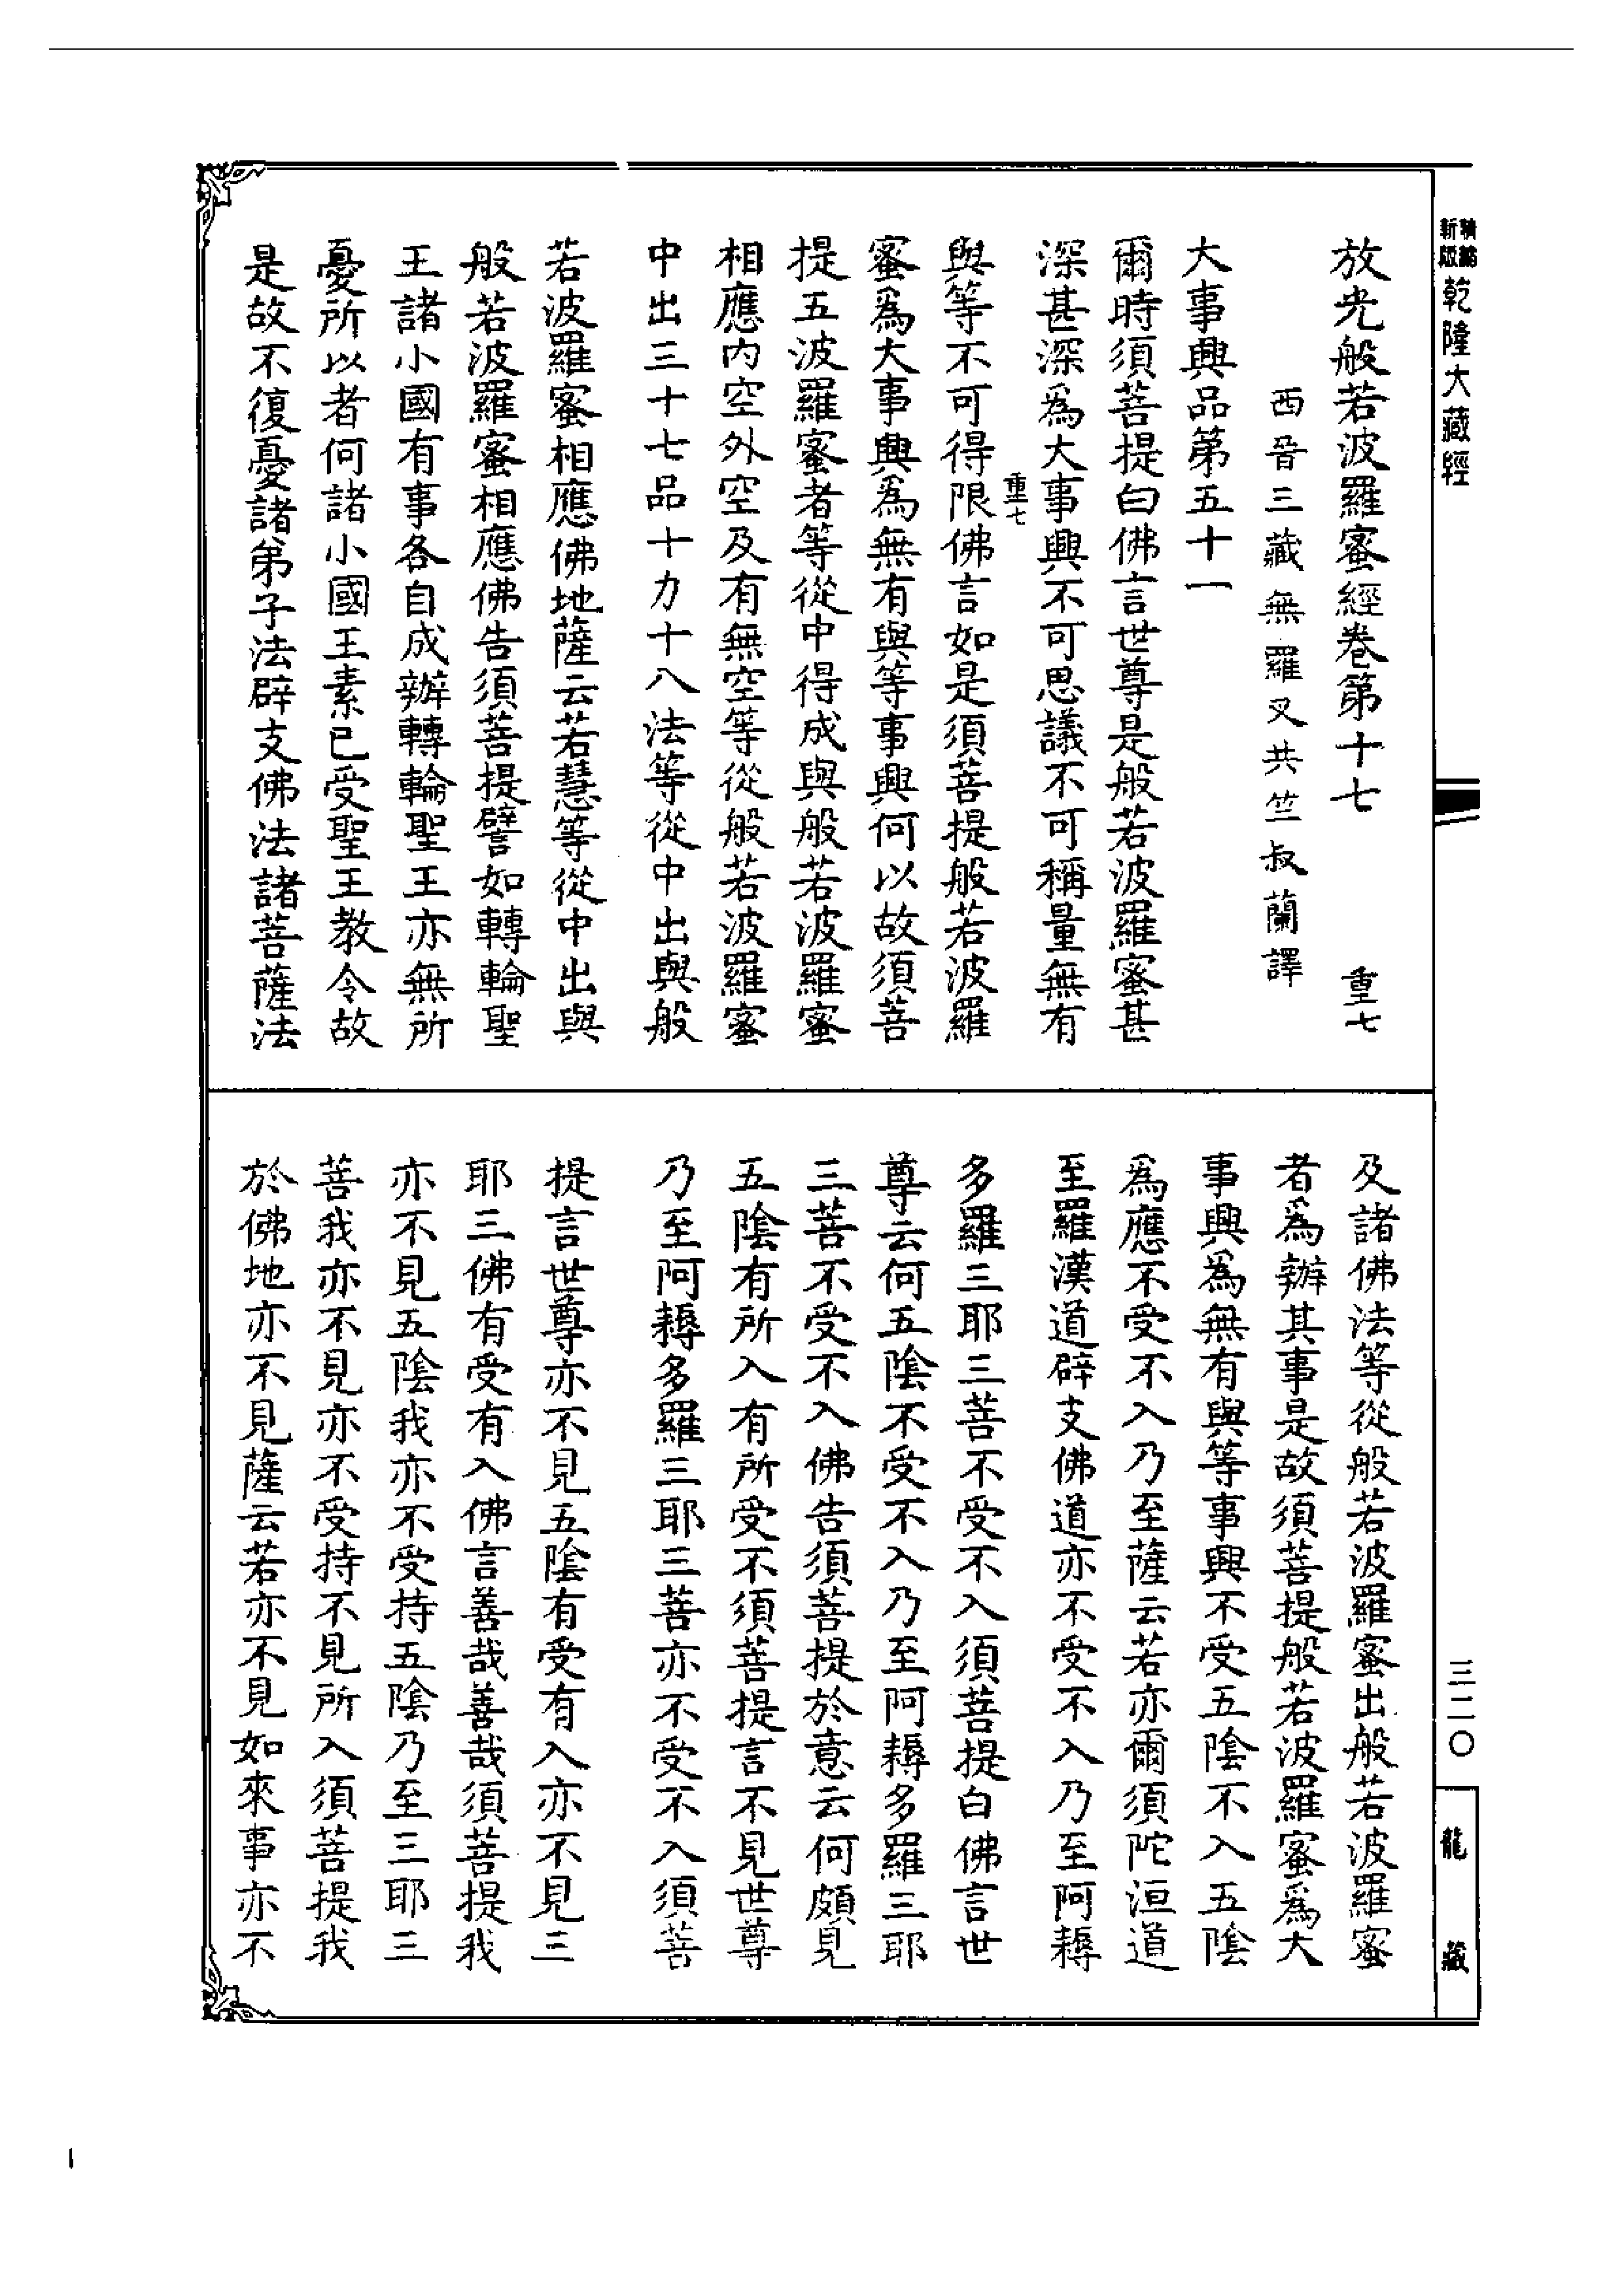 新編縮版 乾隆大藏經
放光般若波羅蜜經卷第十七 重七
西晉三藏無羅叉共竺叔蘭譯
大事興品第五十一
爾時須菩提白佛言世尊是般若波羅蜜甚
深甚深為大事興不可思議不可稱量無有
重七
與等不可得限佛言如是須菩提般若波羅
蜜為大事興為無有與等事興何以故須菩
提五波羅蜜者等從中得成與般若波羅蜜
相應內空外空及有無空等從般若波羅蜜
中出三十七品十力十八法等從中出與般
若波羅蜜相應佛地薩云若慧等從中出與
般若波羅蜜相應佛告須菩提譬如轉輪聖
王諸小國有事各自成辦轉輪聖王亦無所
憂所以者何諸小國王素已受聖王教令故
是故不復憂諸弟子法辟支佛法諸菩薩法
及諸佛法等從般若波羅蜜出般若波羅蜜
者為辦其事是故須菩提般若波羅蜜為大
事興為無有與等事興不受五陰不入五陰
為應不受不入乃至薩云若亦爾須陀洹道
至羅漢道辟支佛道亦不受不入乃至阿耨
多羅三耶三菩不受不入須菩提白佛言世
尊云何五陰不受不入乃至阿耨多羅三耶
三菩不受不入佛告須菩提於意云何頗見
五陰有所入有所受不須菩提言不見世尊
乃至阿耨多羅三耶三菩亦不受不入須菩
提言世尊亦不見五陰有受有入亦不見三
耶三佛有受有入佛言善哉善哉須菩提我
亦不見五陰我亦不受持五陰乃至三耶三
菩我亦不見亦不受持不見所入須菩提我
於佛地亦不見薩云若亦不見如來事亦不
三二〇
龍藏